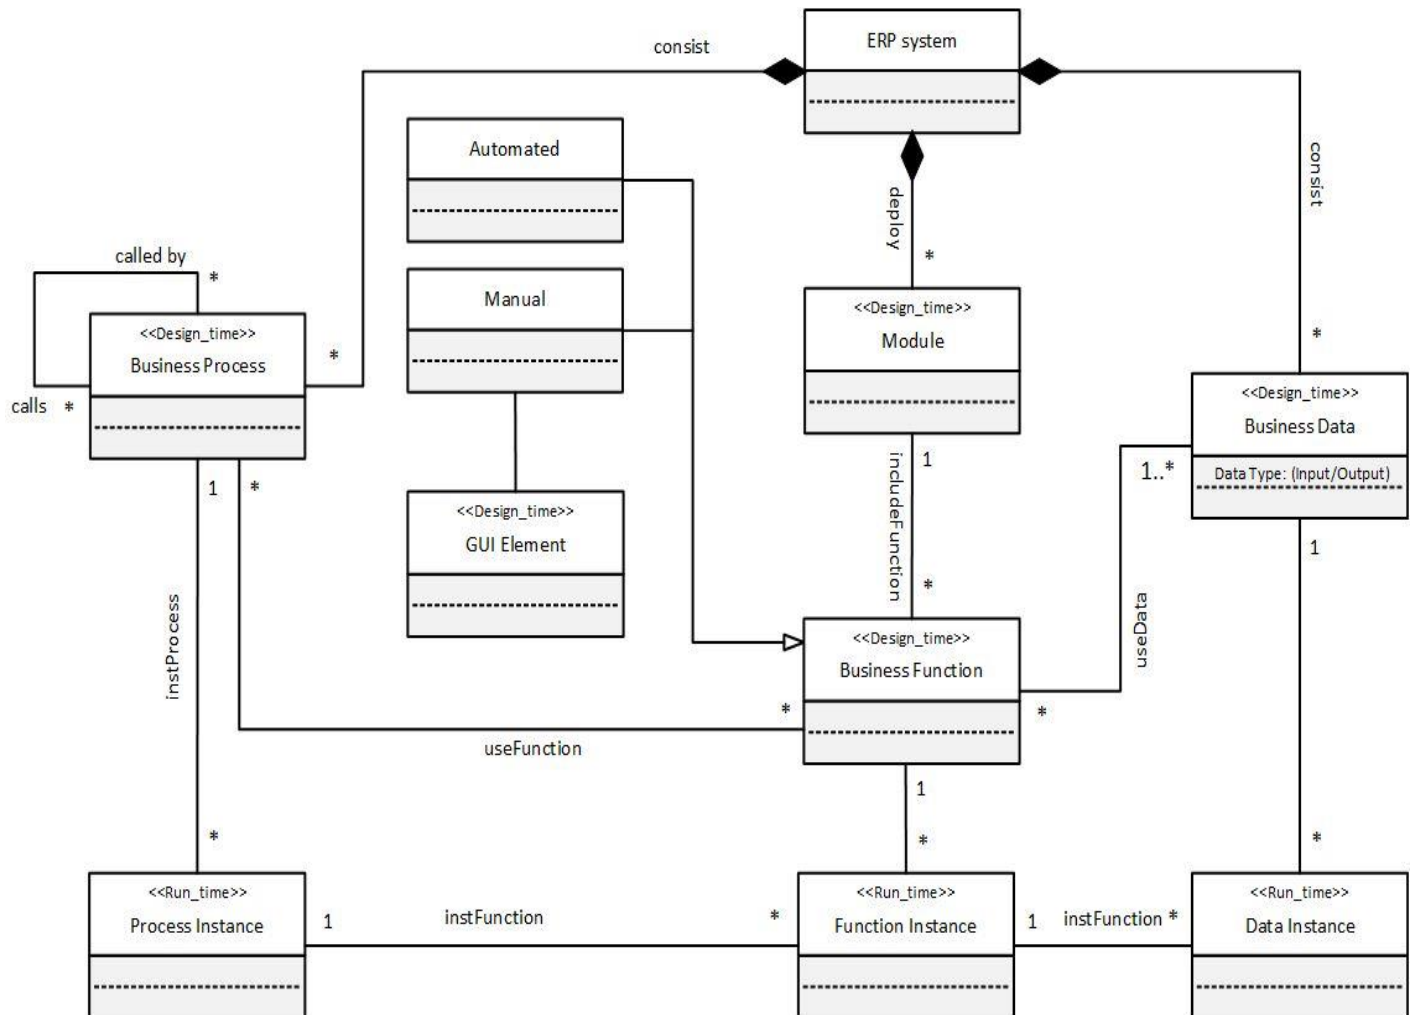 ERP system
consist
consist
Automated
deploy
*
called by
*
Manual
<<Design_time>>
Module
<<Design_time>>
Business Process
*
*
calls *
<<Design_time>>
Business Data
Data Type: (Input/Output)
1
*
1
includeFunction
*
1..*
<<Design_time>>
GUI Element
1
instProcess
useData
<<Design_time>>
Business Function
*
*
useFunction
1
*
*
*
<<Run_time>>
Process Instance
1
instFunction
*
<<Run_time>>
Function Instance
1
instFunction *
<<Run_time>>
Data Instance